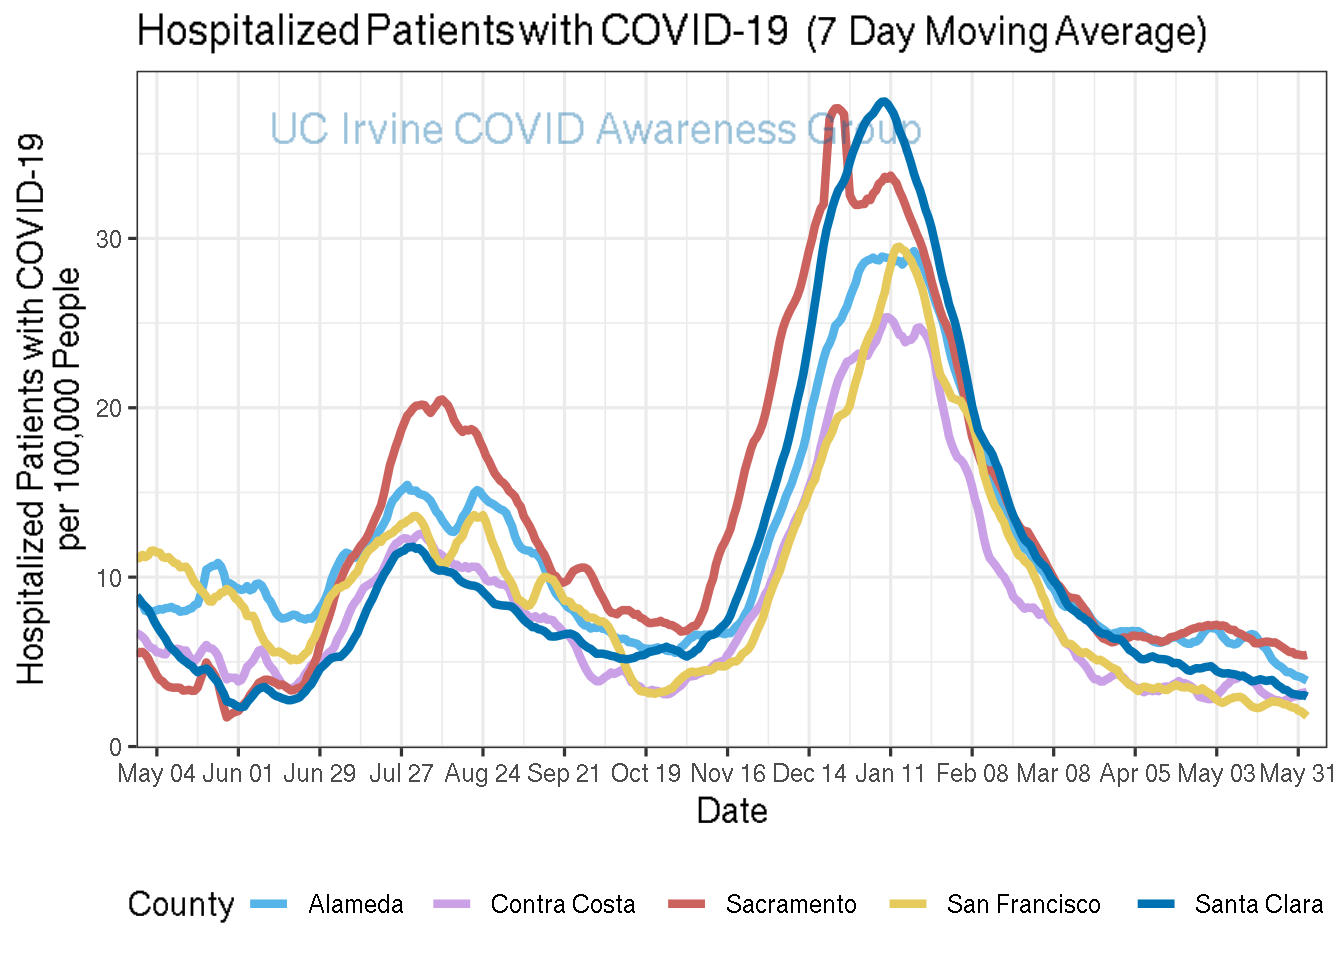 Hospitalized Patients with COVID-19 (7 Day Moving Average)
UC Irvine COVID Awareness Group
Hospitalized Patients with COVID-19
per 100,000 People
30
20
10
0
May 04 Jun 01 Jun 29 Jul 27 Aug 24 Sep 21 Oct 19 Nov 16 Dec 14 Jan 11 Feb 08 Mar 08 Apr 05 May 03 May 31
Date
County Alameda Contra Costa Sacramento San Francisco Santa Clara